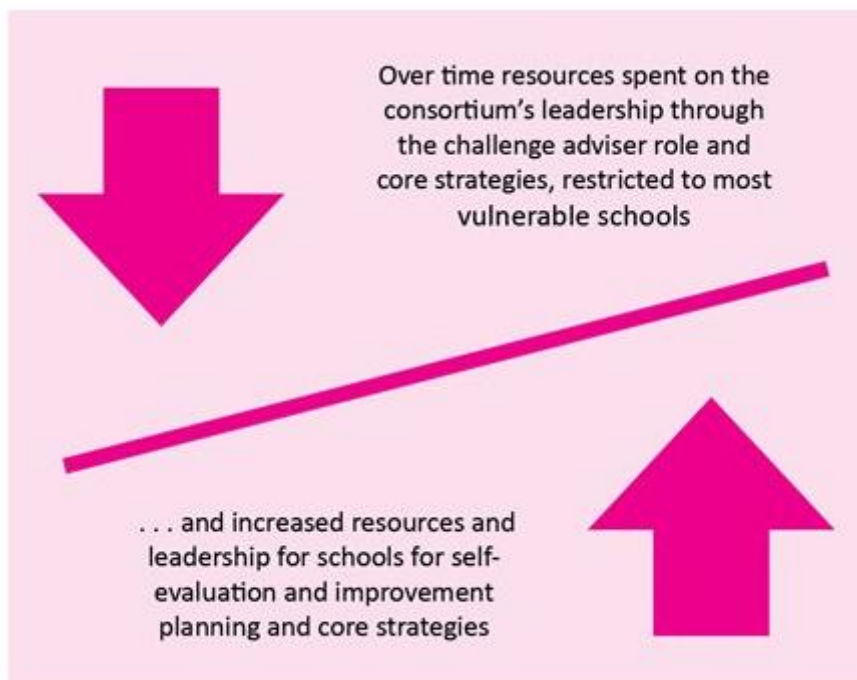 Over time resources spent on the
consortium’s leadership through
the challenge adviser role and
core strategies, restricted to most
vulnerable schools
. . . and increased resources and
leadership for schools for self-
evaluation and improvement
planning and core strategies